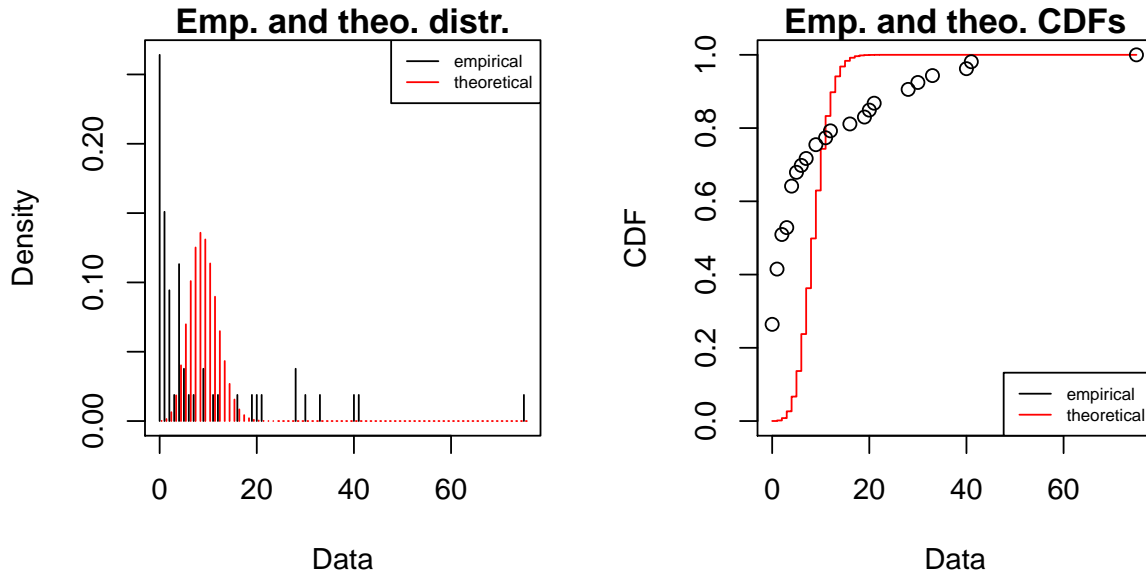 Emp. and theo. distr.
empirical
theoretical
Density
0.00 0.10 0.20
0 20 40 60
Data
Emp. and theo. CDFs
CDF
0.0 0.2 0.4 0.6 0.8 1.0
empirical
theoretical
0 20 40 60
Data